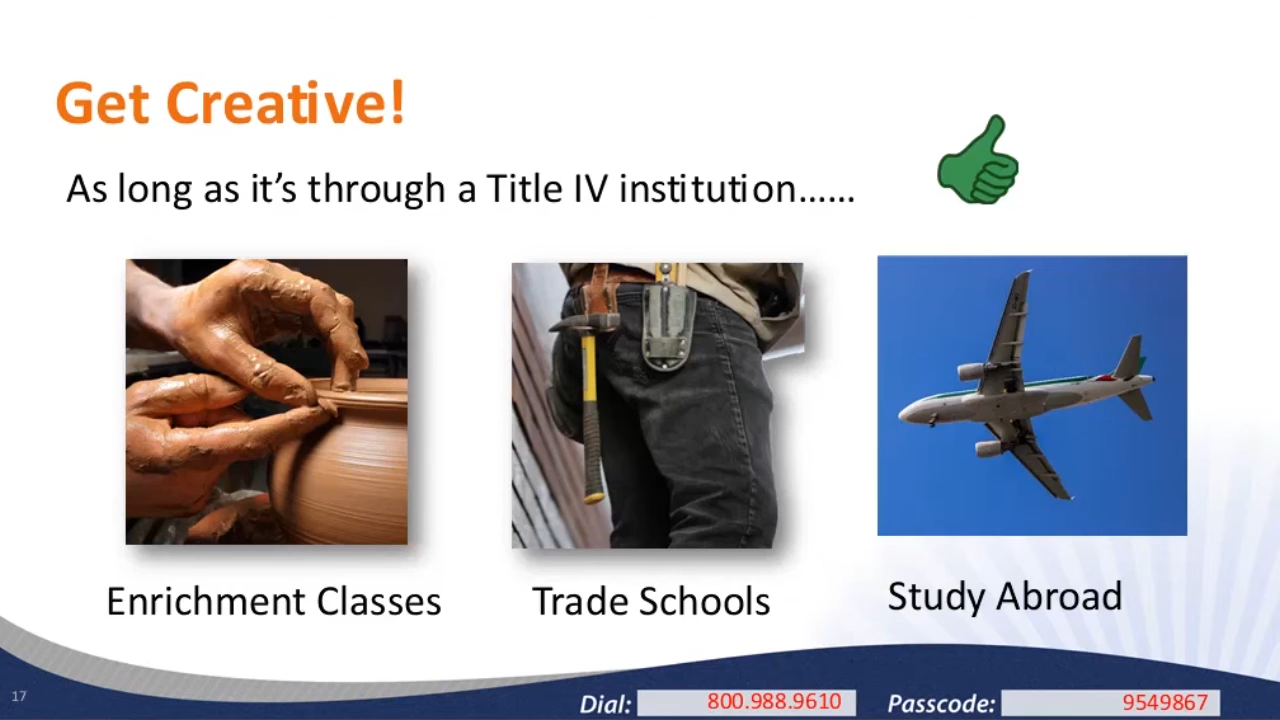 Get Creative!
As long as it’s through a Title IV institution......
Enrichment Classes
Trade Schools
Study Abroad
17
Dial: 800.988.9610 Passcode: 9549867